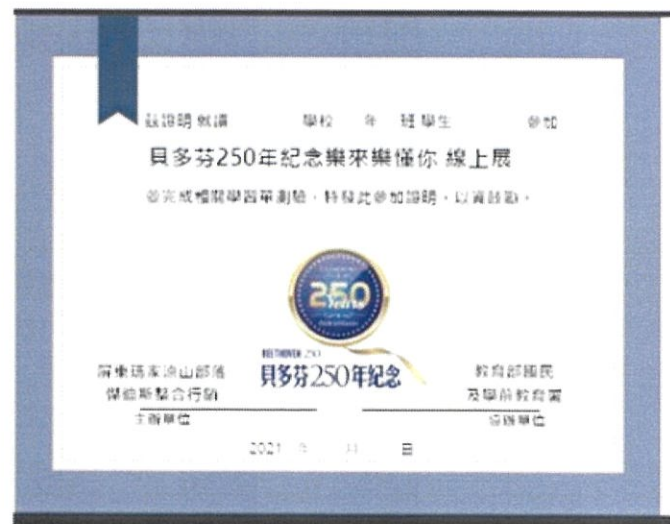 茲證明 就讀 學校 年 班 學生 參加
貝多芬250年紀念樂來樂懂你 線上展
並完成相關學習單測驗,特發此參加證明,以資鼓勵。
250
Years
BEETHOVEN 250
貝多芬250年紀念
屏東瑪家涼山部落
傑迪斯整合行銷
主辦單位
教育部國民
及學前教育署
協辦單位
2021 年 月 日